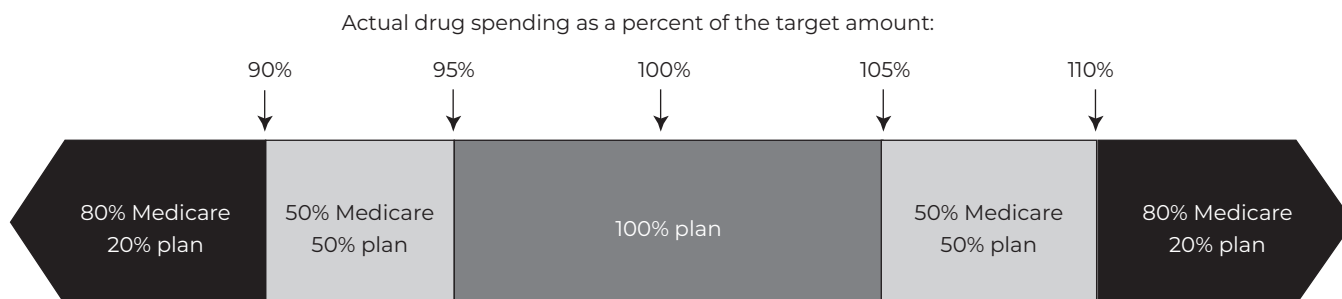 Actual drug spending as a percent of the target amount:
90%
95%
100%
105%
110%
80% Medicare
20% plan
50% Medicare
50% plan
100% plan
50% Medicare
50% plan
80% Medicare
20% plan